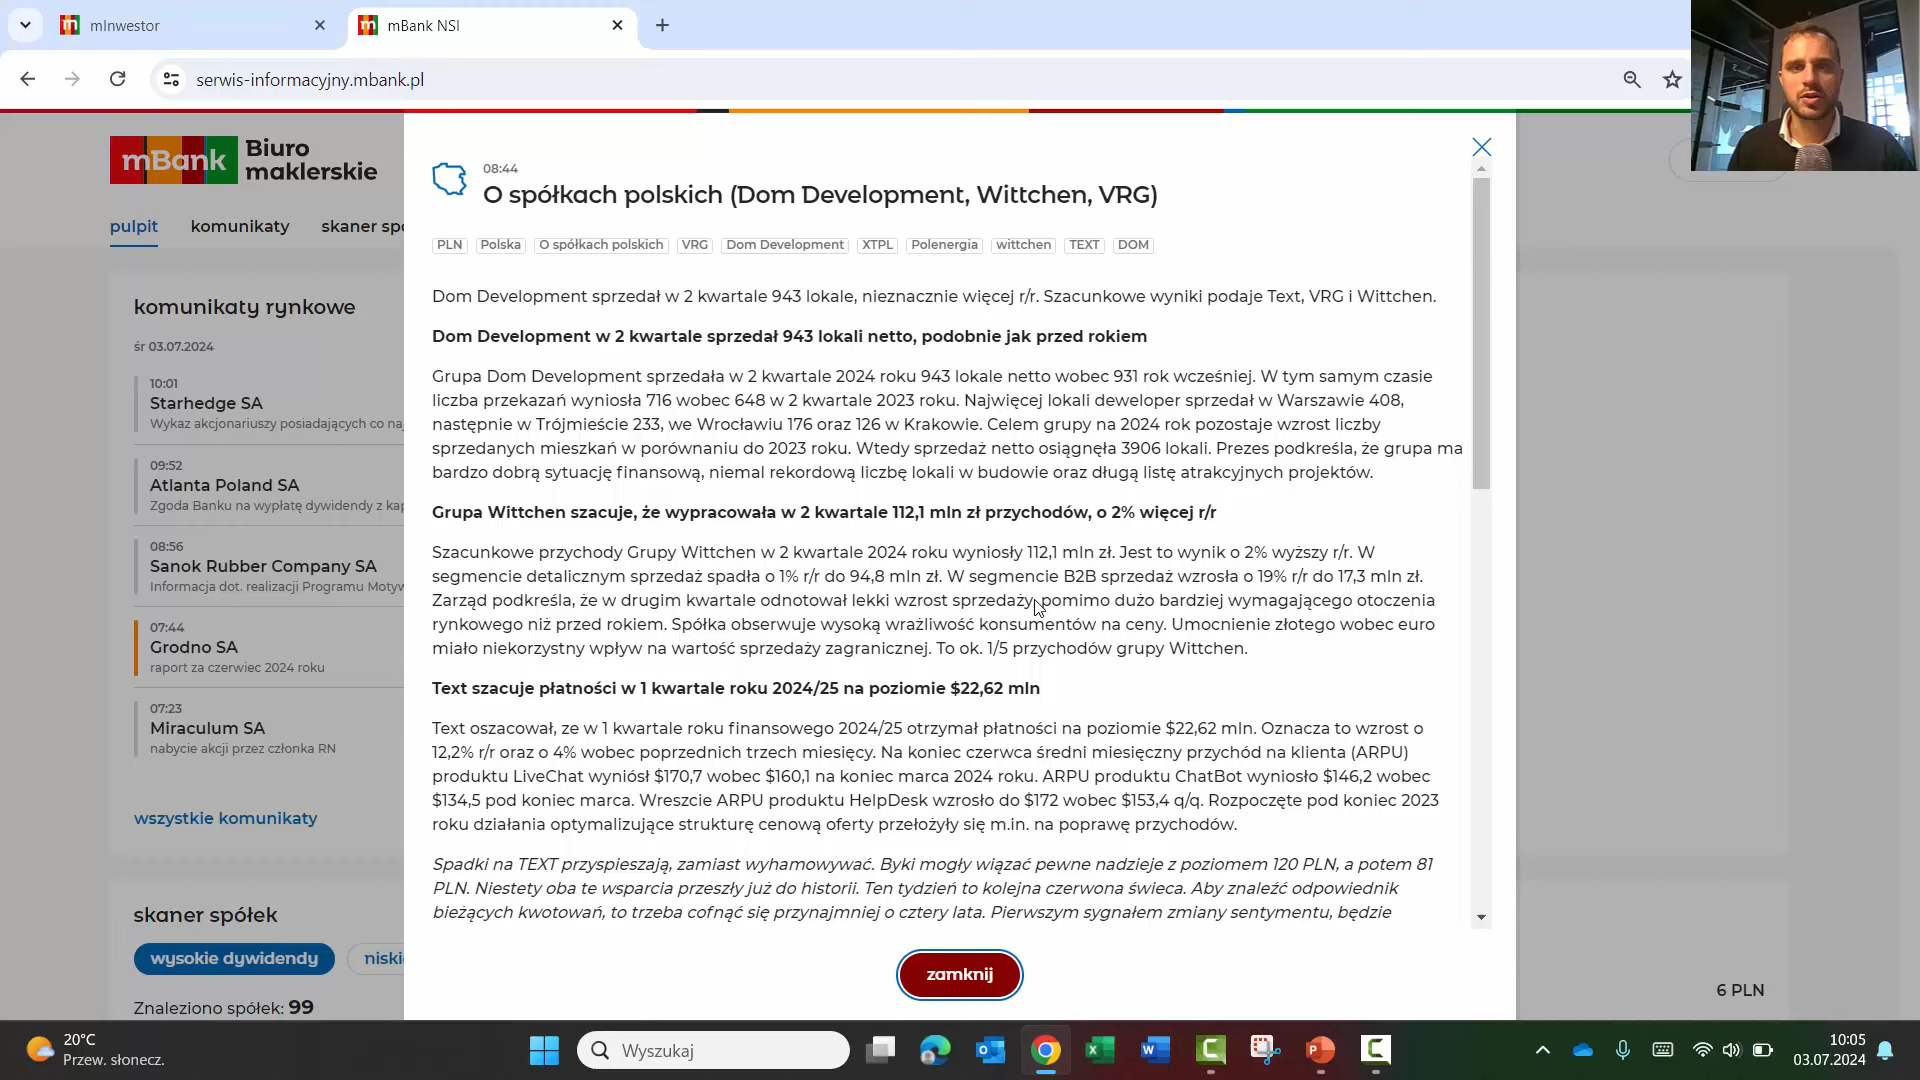 mInwestor
mBank NSI
serwis-informacyjny.mbank.pl
mBank Biuro maklerskie
pulpit komunikaty skaner spo
komunikaty rynkowe
śr 03.07.2024
10:01
Starhedge SA
Wykaz akcjonariuszy posiadających co naj
09:52
Atlanta Poland SA
Zgoda Banku na wypłatę dywidendy z kap
08:56
Sanok Rubber Company SA
Informacja dot. realizacji Programu Motyw
07:44
Grodno SA
raport za czerwiec 2024 roku
07:23
Miraculum SA
nabycie akcji przez członka RN
wszystkie komunikaty
skaner spółek
wysokie dywidendy niski
Znaleziono spółek: 99
08:44
O spółkach polskich (Dom Development, Wittchen, VRG)
PLN Polska O spółkach polskich VRG Dom Development XTPL Polenergia wittchen TEXT DOM
Dom Development sprzedał w 2 kwartale 943 lokale, nieznacznie więcej r/r. Szacunkowe wyniki podaje Text, VRG i Wittchen.
Dom Development w 2 kwartale sprzedał 943 lokali netto, podobnie jak przed rokiem
Grupa Dom Development sprzedała w 2 kwartale 2024 roku 943 lokale netto wobec 931 rok wcześniej. W tym samym czasie
liczba przekazań wyniosła 716 wobec 648 w 2 kwartale 2023 roku. Najwięcej lokali deweloper sprzedał w Warszawie 408,
następnie w Trójmieście 233, we Wrocławiu 176 oraz 126 w Krakowie. Celem grupy na 2024 rok pozostaje wzrost liczby
sprzedanych mieszkań w porównaniu do 2023 roku. Wtedy sprzedaż netto osiągnęła 3906 lokali. Prezes podkreśla, że grupa ma
bardzo dobrą sytuację finansową, niemal rekordową liczbę lokali w budowie oraz długą listę atrakcyjnych projektów.
Grupa Wittchen szacuje, że wypracowała w 2 kwartale 112,1 mln zł przychodów, o 2% więcej r/r
Szacunkowe przychody Grupy Wittchen w 2 kwartale 2024 roku wyniosły 112,1 mln zł. Jest to wynik o 2% wyższy r/r. W
segmencie detalicznym sprzedaż spadła o 1% r/r do 94,8 mln zł. W segmencie B2B sprzedaż wzrosła o 19% r/r do 17,3 mln zł.
Zarząd podkreśla, że w drugim kwartale odnotował lekki wzrost sprzedaży pomimo dużo bardziej wymagającego otoczenia
rynkowego niż przed rokiem. Spółka obserwuje wysoką wrażliwość konsumentów na ceny. Umocnienie złotego wobec euro
miało niekorzystny wpływ na wartość sprzedaży zagranicznej. To ok. 1/5 przychodów grupy Wittchen.
Text szacuje płatności w 1 kwartale roku 2024/25 na poziomie $22,62 mln
Text oszacował, ze w 1 kwartale roku finansowego 2024/25 otrzymał płatności na poziomie $22,62 mln. Oznacza to wzrost o
12,2% r/r oraz o 4% wobec poprzednich trzech miesięcy. Na koniec czerwca średni miesięczny przychód na klienta (ARPU)
produktu LiveChat wyniósł $170,7 wobec $160,1 na koniec marca 2024 roku. ARPU produktu ChatBot wyniosło $146,2 wobec
$134,5 pod koniec marca. Wreszcie ARPU produktu HelpDesk wzrosło do $172 wobec $153,4 q/q. Rozpoczęte pod koniec 2023
roku działania optymalizujące strukturę cenową oferty przełożyły się m.in. na poprawę przychodów.
Spadki na TEXT przyspieszają, zamiast wyhamowywać. Byki mogły wiązać pewne nadzieje z poziomem 120 PLN, a potem 81
PLN. Niestety oba te wsparcia przeszły już do historii. Ten tydzień to kolejna czerwona świeca. Aby znaleźć odpowiednik
bieżących kwotowań, to trzeba cofnąć się przynajmniej o cztery lata. Pierwszym sygnałem zmiany sentymentu, będzie
zamknij
6 PLN
20°C
Przew. słonecz.
Wyszukaj
10:05
03.07.2024